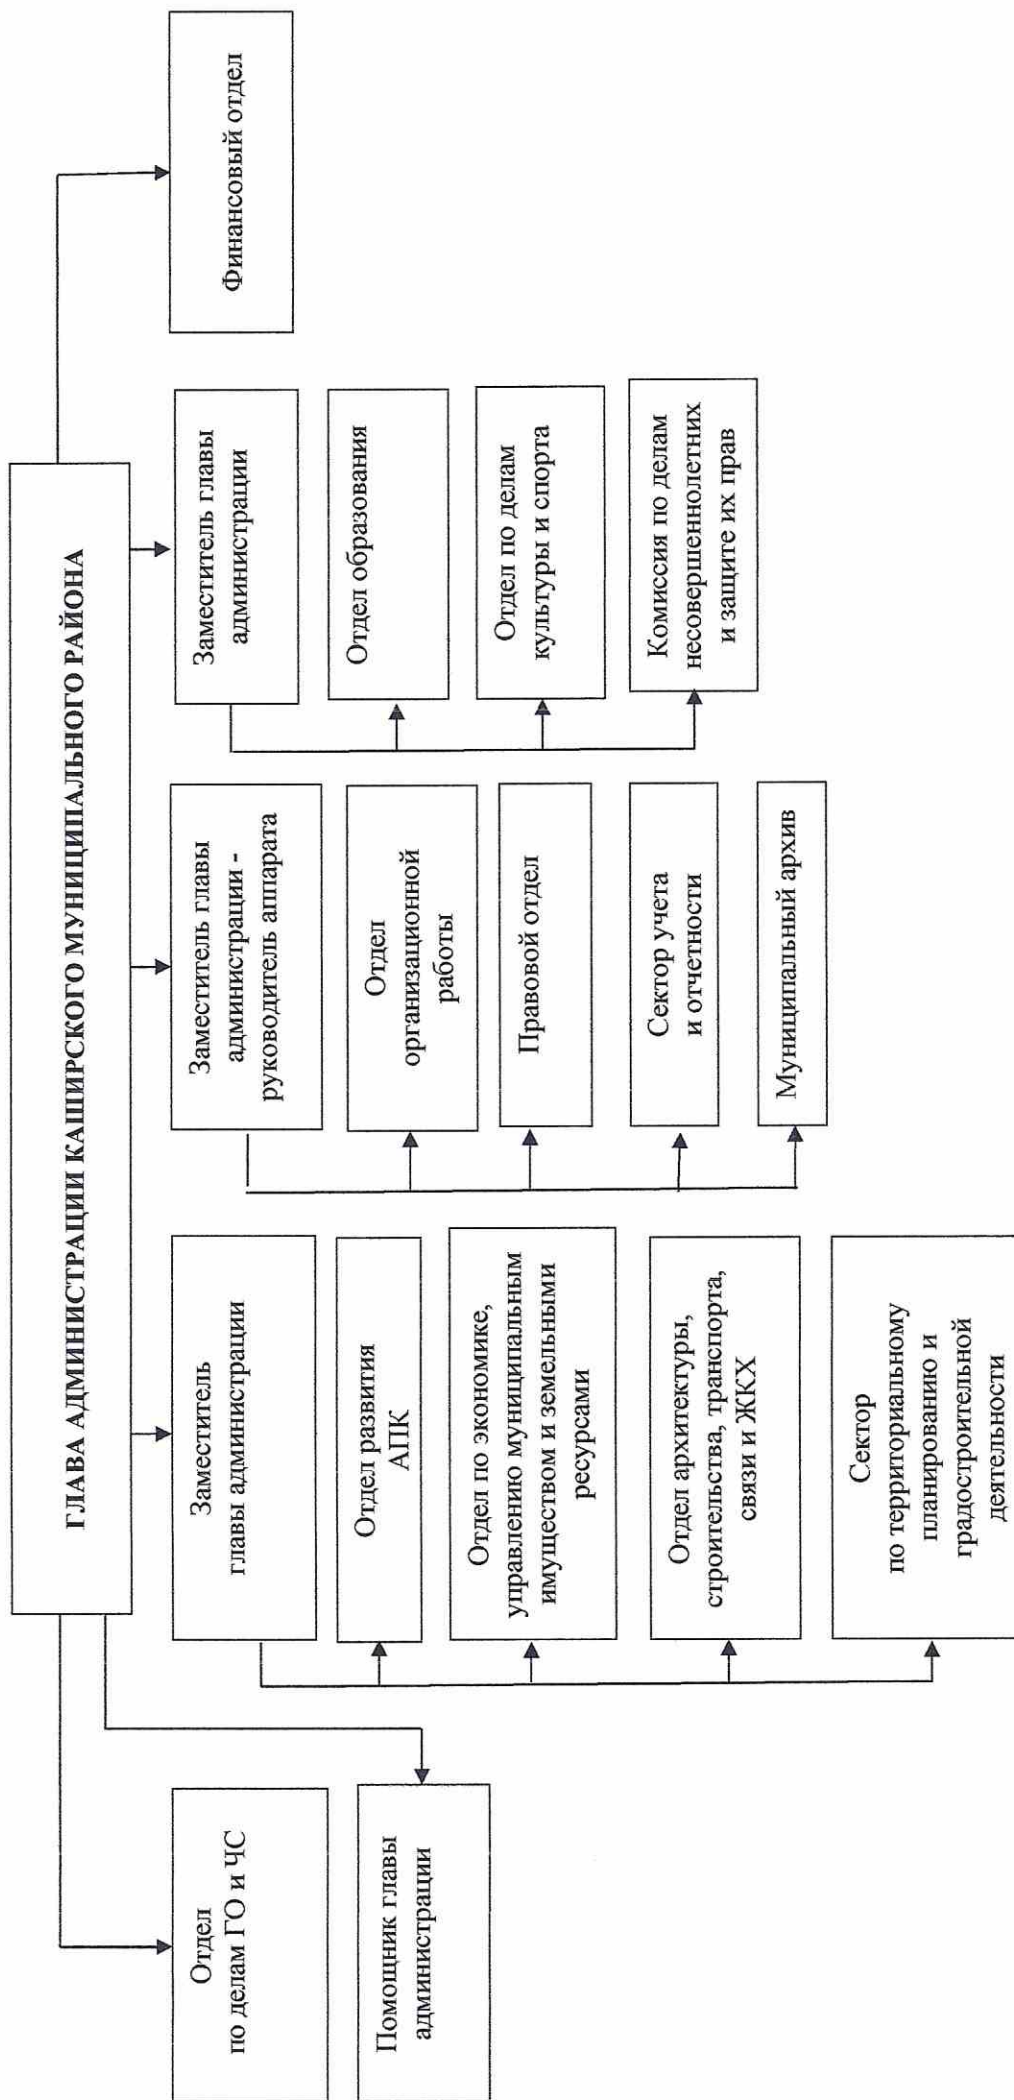 ГЛАВА АДМИНИСТРАЦИИ КАШИРСКОГО МУНИЦИПАЛЬНОГО РАЙОНА
Отдел
по делам ГО и ЧС
Помощник главы
администрации
Заместитель
главы администрации
Отдел развития
АПК
Отдел по экономике,
управлению муниципальным
имуществом и земельными
ресурсами
Отдел архитектуры,
строительства, транспорта,
связи и ЖКХ
Сектор
по территориальному
планированию и
градостроительной
деятельности
Заместитель главы
администрации -
руководитель аппарата
Отдел
организационной
работы
Правовой отдел
Сектор учета
и отчетности
Муниципальный архив
Заместитель главы
администрации
Отдел образования
Отдел по делам
культуры и спорта
Комиссия по делам
несовершеннолетних
и защите их прав
Финансовый отдел